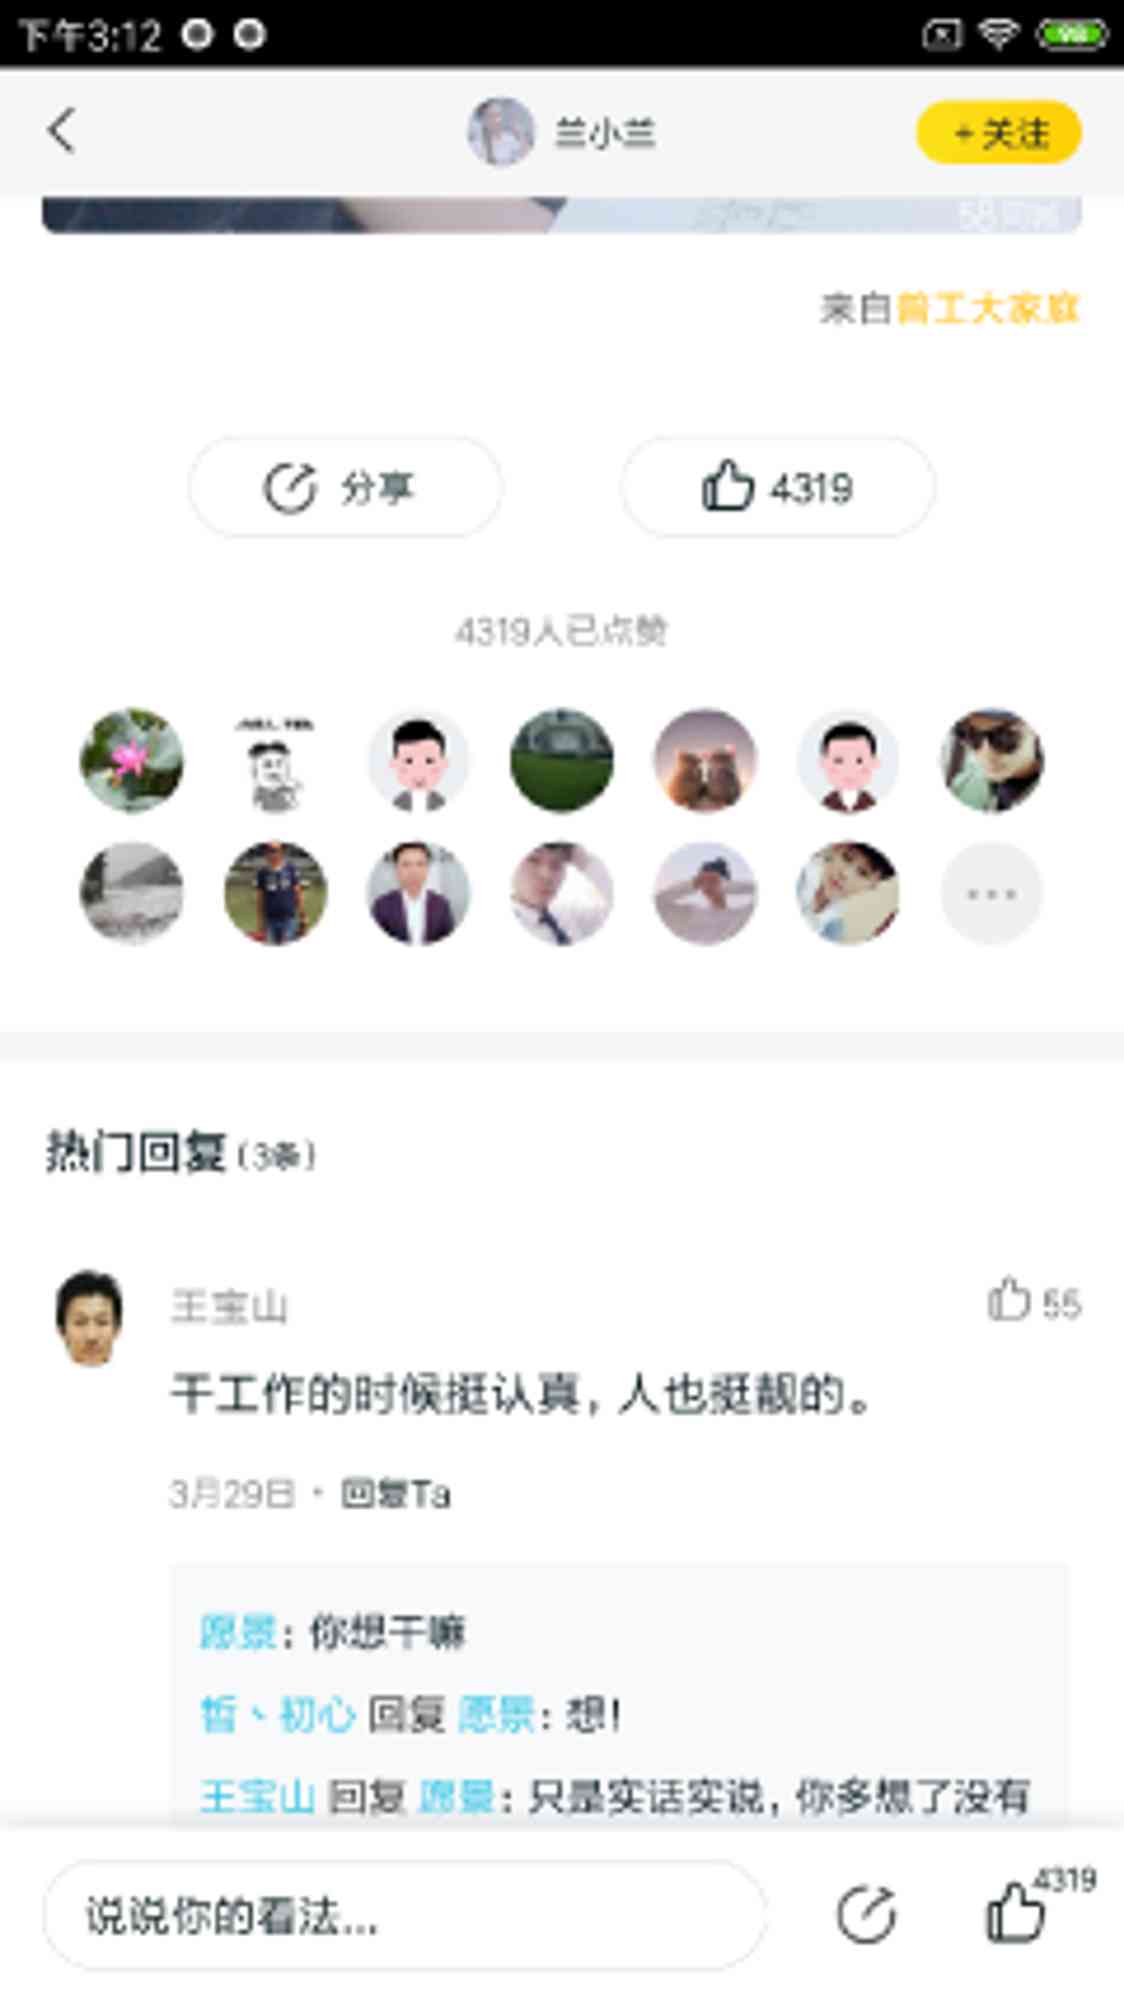 下午3:12
98
兰小兰
+关注
来自普工大家庭
分享
4319
4319人已点赞
热门回复(3条)
王宝山
55
干工作的时候挺认真，人也挺靓的。
3月29日 · 回复Ta
愿景：你想干嘛
皙丶初心 回复 愿景：想！
王宝山 回复 愿景：只是实话实说，你多想了没有
说说你的看法...
4319